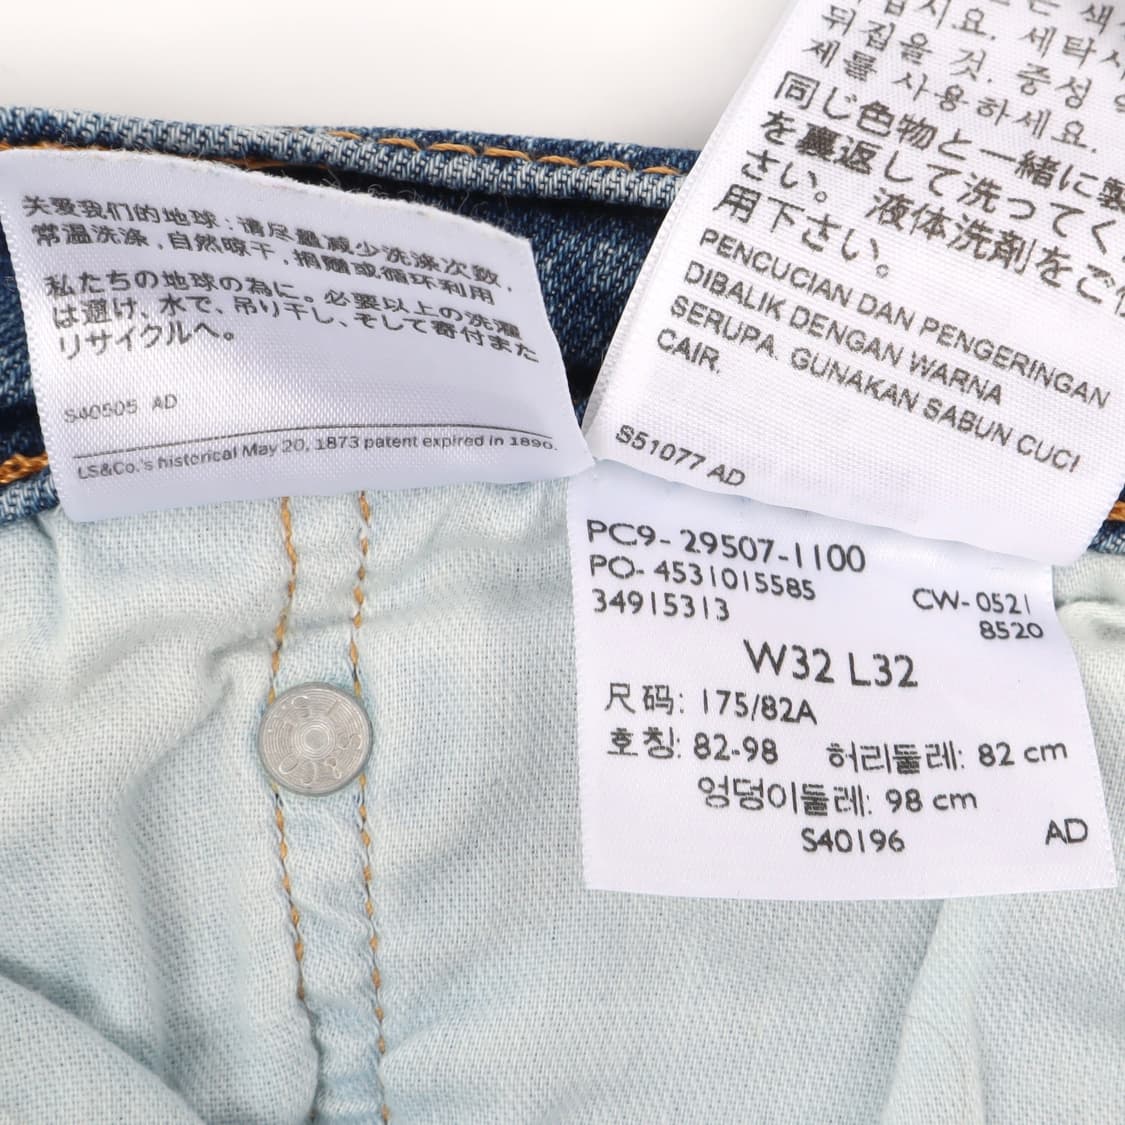 关爱我们的地球：请尽量减少洗涤次数，
常温洗涤，自然晾干，捐赠或循环利用
私たちの地球の為に。必要以上の洗濯
は避け、水で、吊り干し、そして寄付また
リサイクルへ。
S40505 AD
LS&Co.'s historical May 20, 1873 patent expired in 1890.
십시오. 세탁
뒤집을 것. 중성
제를 사용하세요.
同じ色物と一緒に製
を裏返して洗ってく
さい。液体洗剤をご使
用下さい。
PENCUCIAN DAN PENGERINGAN
DIBALIK DENGAN WARNA
SERUPA. GUNAKAN SABUN CUCI
CAIR.
S51077 AD
PC9-29507-1100
PO-4531015585
34915313
CW-0521
8520
W32 L32
尺码: 175/82A
호칭: 82-98 허리둘레: 82 cm
엉덩이둘레: 98 cm
S40196
AD